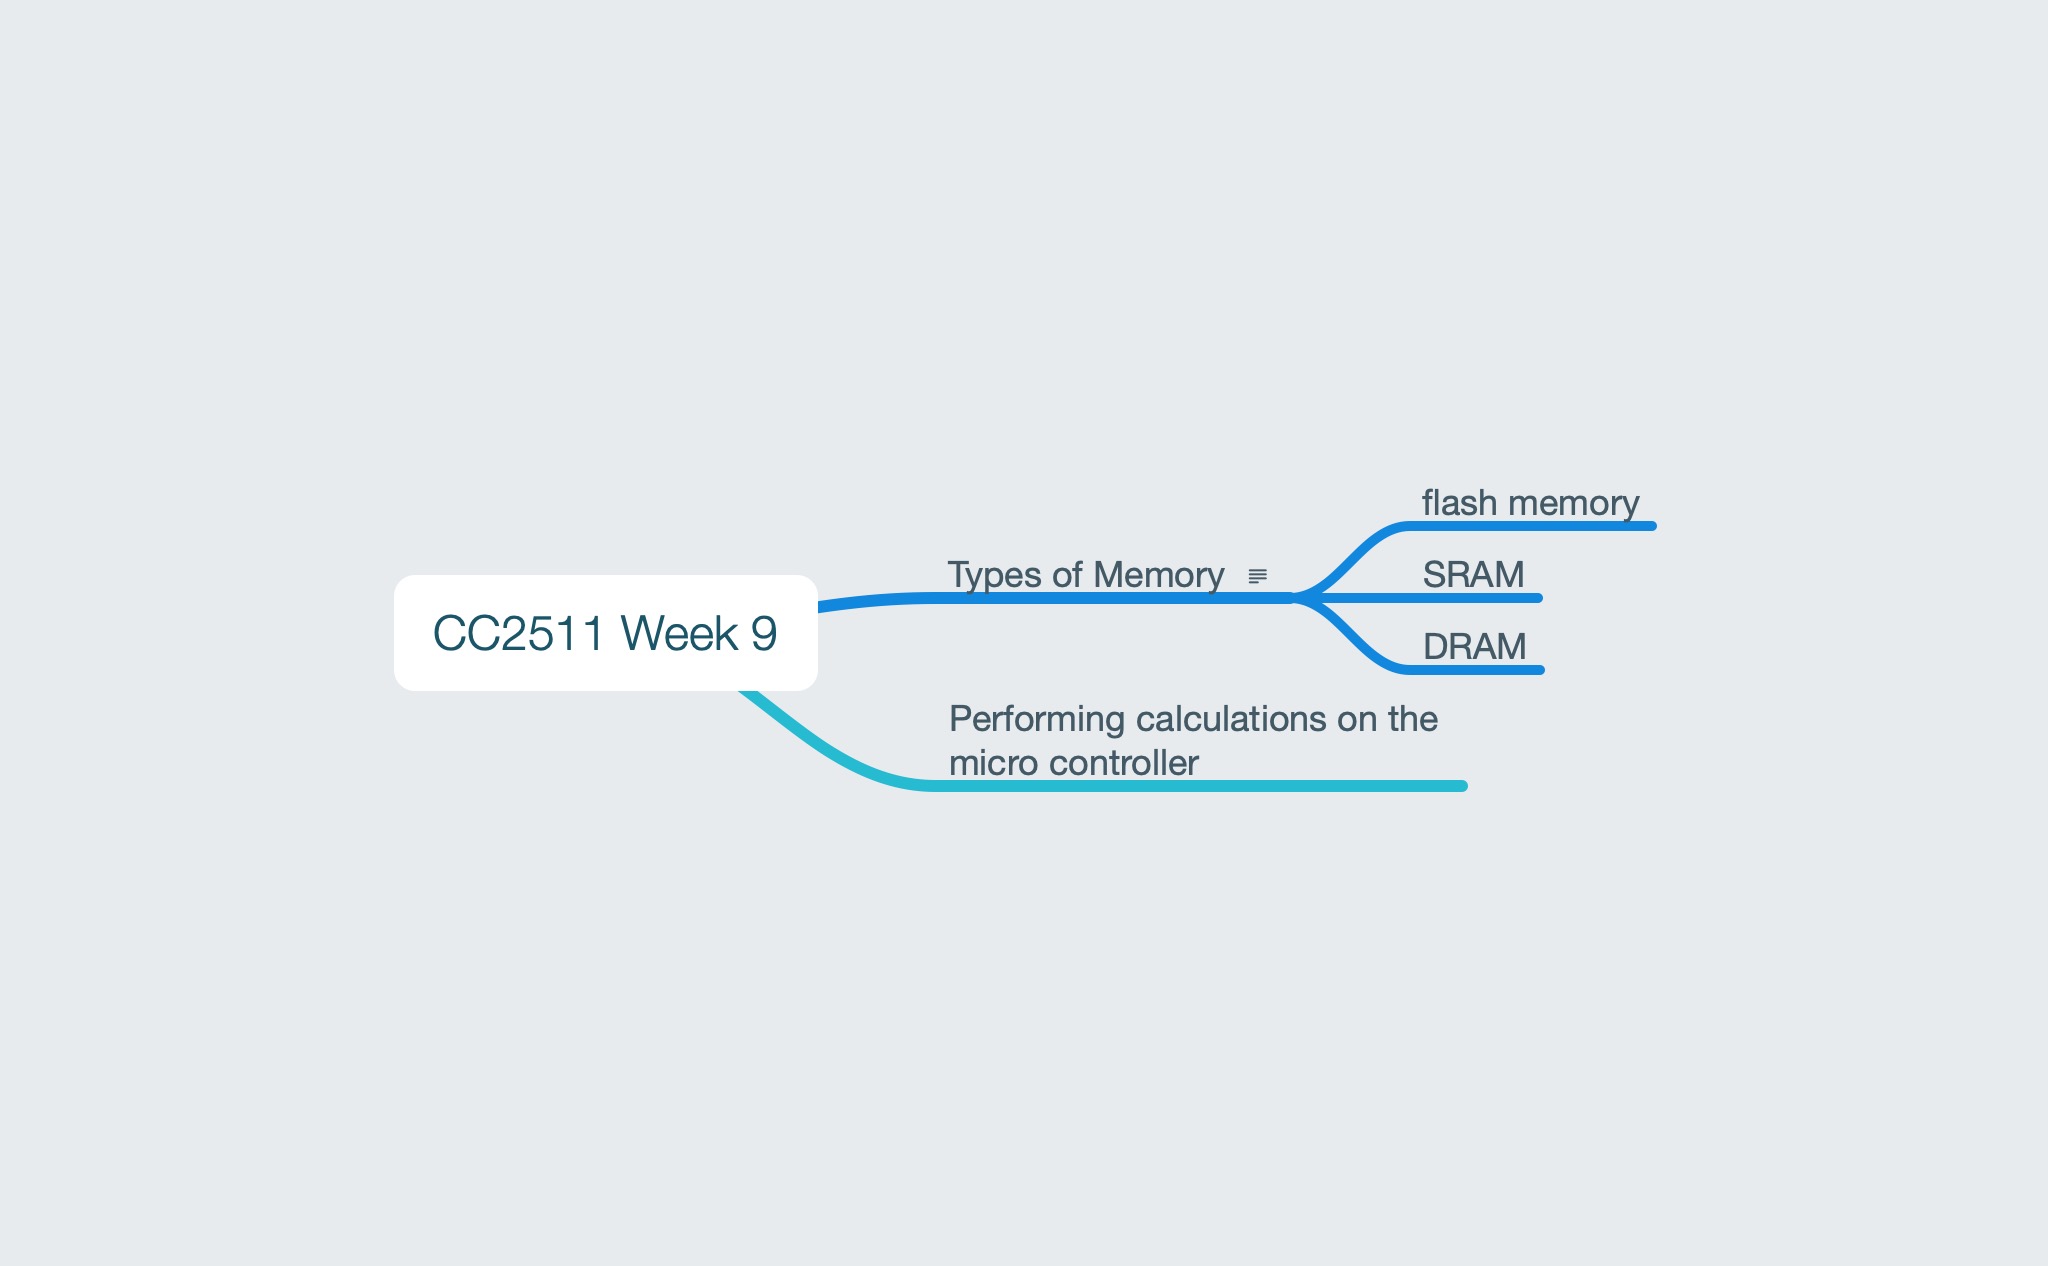 CC2511 Week 9
Types of Memory
flash memory
SRAM
DRAM
Performing calculations on the
micro controller